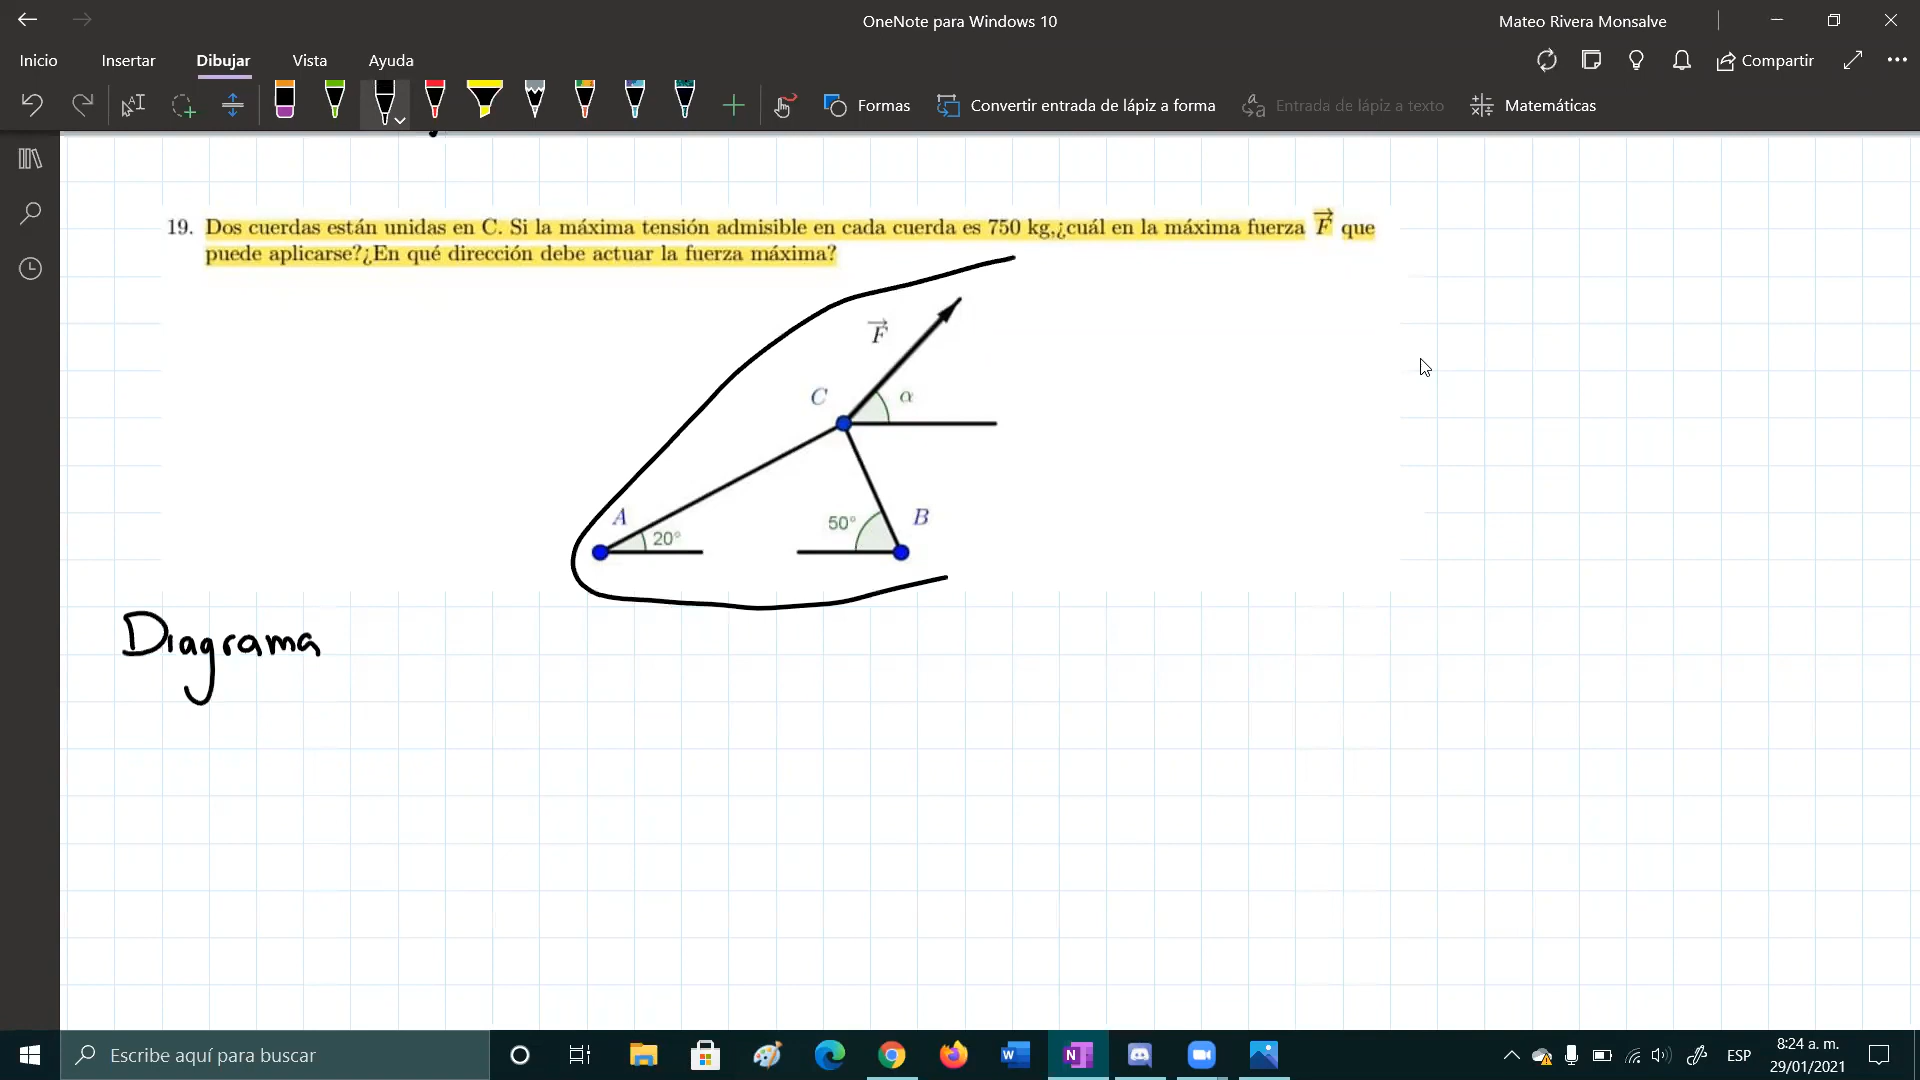 OneNote para Windows 10
Mateo Rivera Monsalve
Inicio Insertar Dibujar Vista Ayuda
Compartir
Formas Convertir entrada de lápiz a forma Entrada de lápiz a texto Matemáticas
19. Dos cuerdas están unidas en C. Si la máxima tensión admisible en cada cuerda es 750 kg,¿cuál en la máxima fuerza F que
puede aplicarse?¿En qué dirección debe actuar la fuerza máxima?
F
C α
A B
50°
20°
Diagrama
Escribe aquí para buscar
ESP
8:24 a. m.
29/01/2021